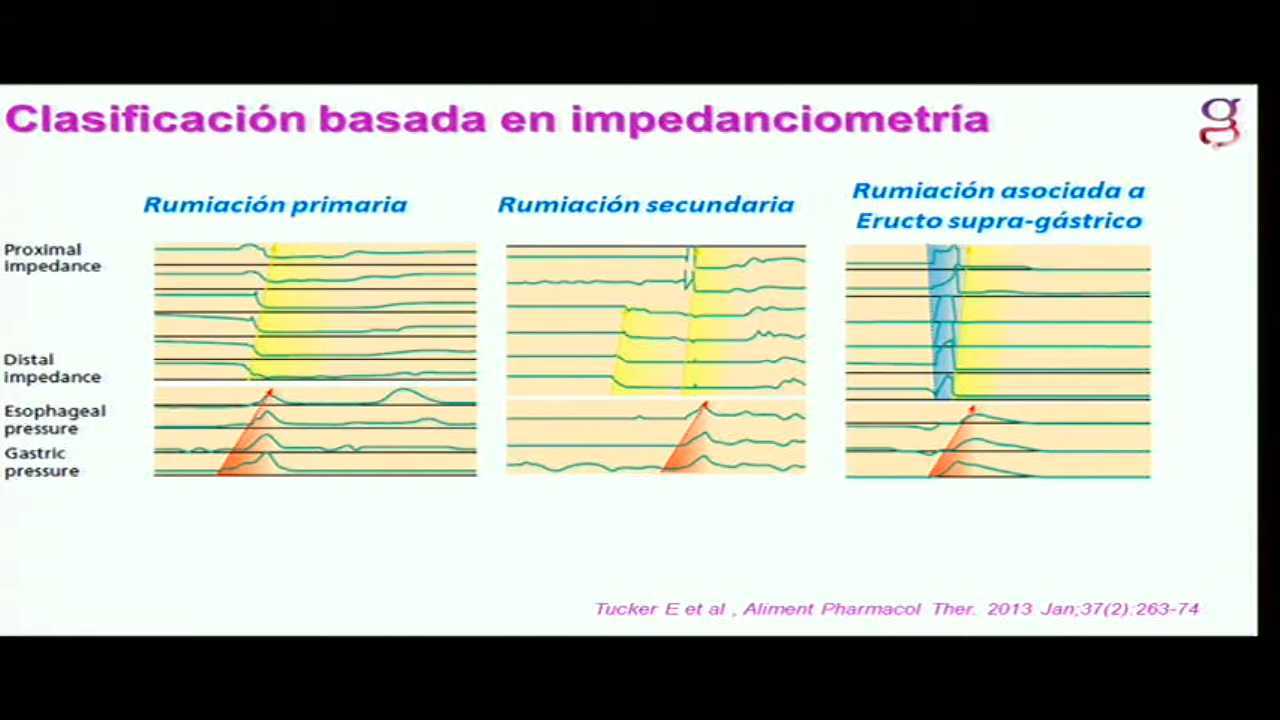 Clasificación basada en impedanciometría
g
Rumiación primaria
Rumiación secundaria
Rumiación asociada a
Eructo supra-gástrico
Proximal
impedance
Distal
impedance
Esophageal
pressure
Gastric
pressure
Tucker E et al , Aliment Pharmacol Ther. 2013 Jan;37(2):263-74